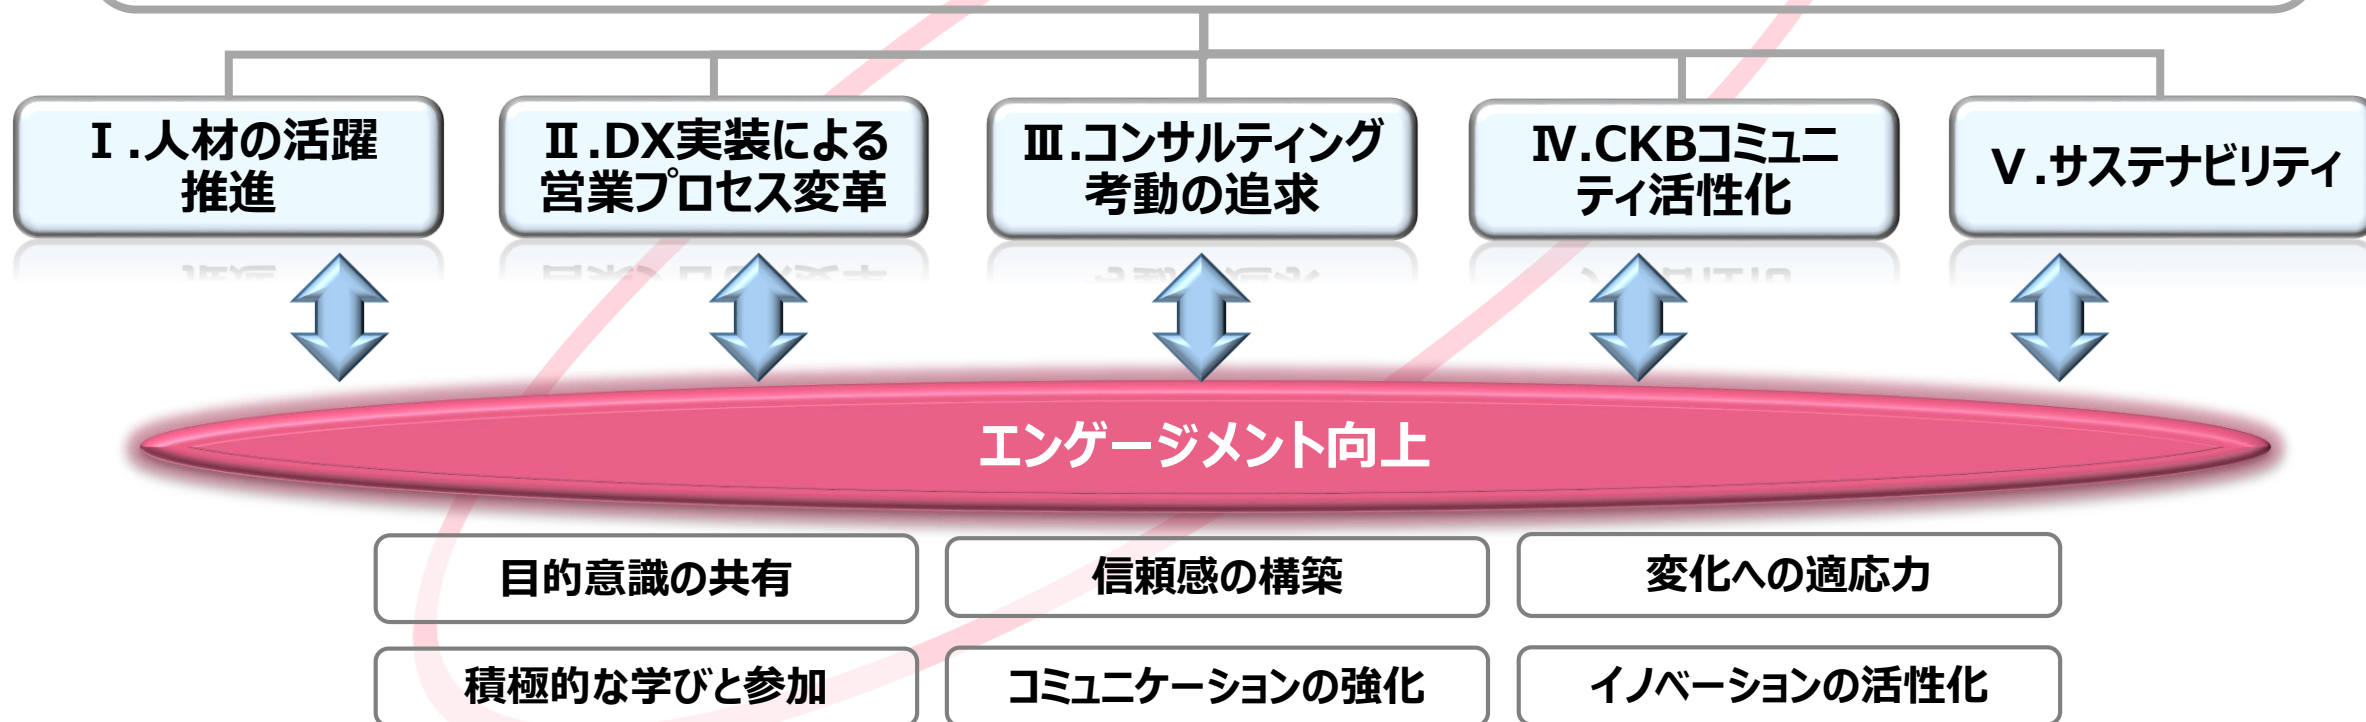 Ⅰ.人材の活躍
推進
Ⅱ.DX実装による
営業プロセス変革
Ⅲ.コンサルティング
考動の追求
Ⅳ.CKBコミュニ
ティ活性化
Ⅴ.サステナビリティ
エンゲージメント向上
目的意識の共有
信頼感の構築
変化への適応力
積極的な学びと参加
コミュニケーションの強化
イノベーションの活性化